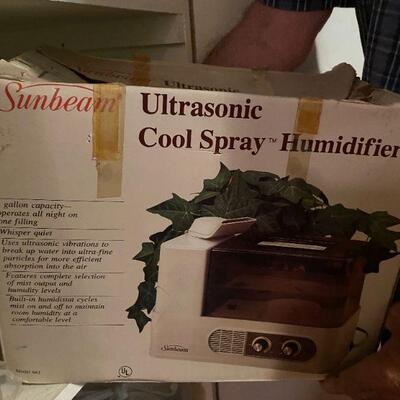 Ultrasonic
Sunbeam
Ultrasonic
Cool Spray™ Humidifier
gallon capacity—
operates all night on
one filling
Whisper quiet
Uses ultrasonic vibrations to
break up water into ultra-fine
particles for more efficient
absorption into the air
Features complete selection
of mist output and
humidity levels
Built-in humidistat cycles
mist on and off to maintain
room humidity at a
comfortable level
Sunbeam
Model
UL